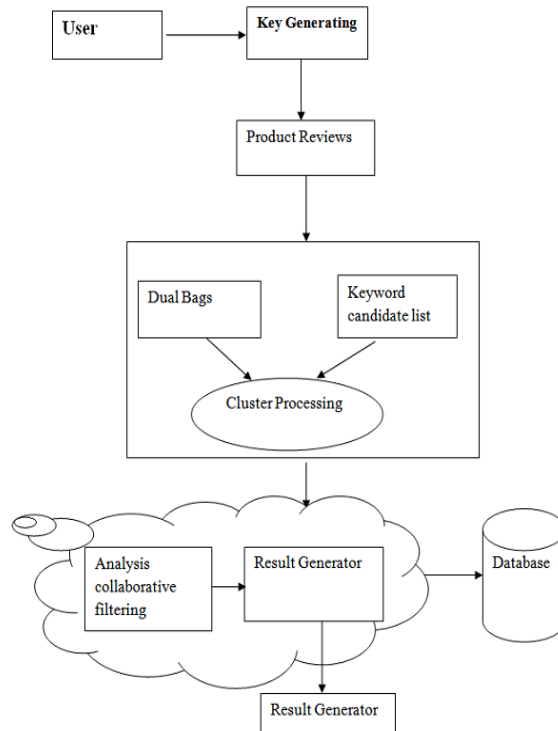 User
Key Generating
Product Reviews
Dual Bags
Keyword
candidate list
Cluster Processing
Analysis
collaborative
filtering
Result Generator
Database
Result Generator